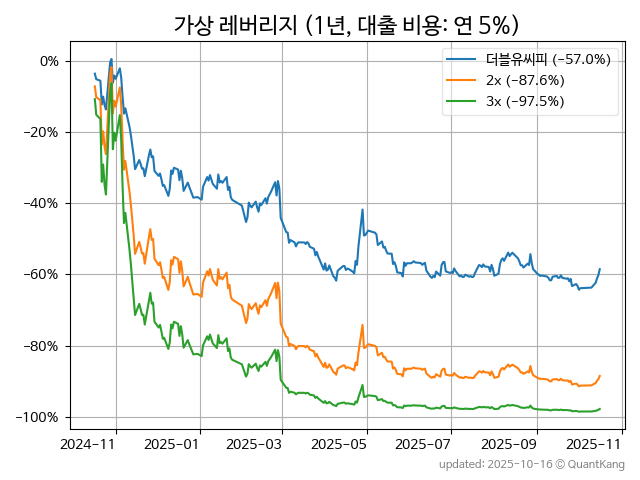 가상 레버리지 (1년, 대출 비용: 연 5%)
더블유씨피 (−57.0%)
2x (−87.6%)
3x (−97.5%)
0%
−20%
−40%
−60%
−80%
−100%
2024-11
2025-01
2025-03
2025-05
2025-07
2025-09
2025-11
updated: 2025-10-16 © QuantKang